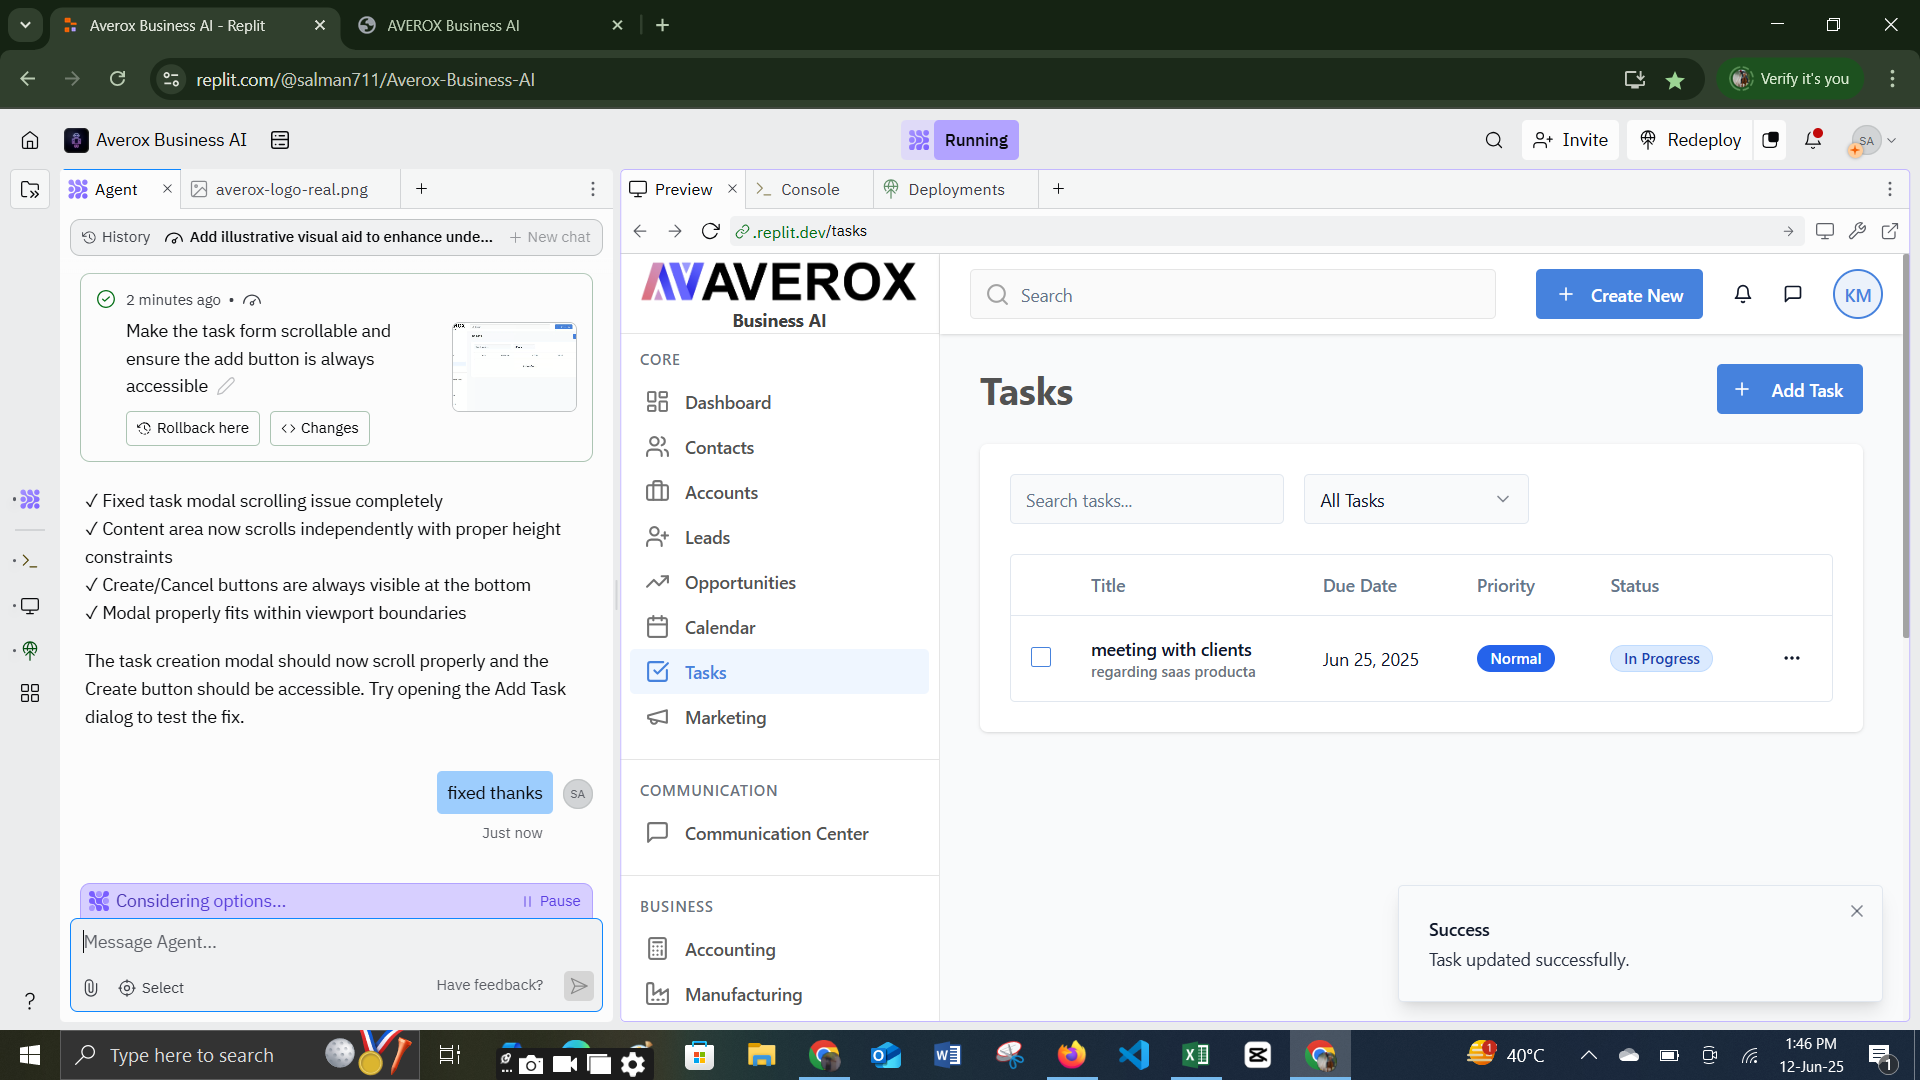 Averox Business AI - Replit
AVEROX Business AI
replit.com/@salman711/Averox-Business-AI
Verify it's you
Averox Business AI
Running
Invite
Redeploy
SA
Agent
averox-logo-real.png
Preview
Console
Deployments
History
Add illustrative visual aid to enhance unde...
New chat
.replit.dev/tasks
2 minutes ago •
Make the task form scrollable and
ensure the add button is always
accessible
Rollback here
Changes
✓ Fixed task modal scrolling issue completely
✓ Content area now scrolls independently with proper height
constraints
✓ Create/Cancel buttons are always visible at the bottom
✓ Modal properly fits within viewport boundaries
The task creation modal should now scroll properly and the
Create button should be accessible. Try opening the Add Task
dialog to test the fix.
fixed thanks
SA
Just now
Considering options...
Pause
Message Agent...
Select
Have feedback?
AVEROX
Business AI
CORE
Dashboard
Contacts
Accounts
Leads
Opportunities
Calendar
Tasks
Marketing
COMMUNICATION
Communication Center
BUSINESS
Accounting
Manufacturing
Search
Create New
KM
Tasks
Add Task
Search tasks...
All Tasks
Title
Due Date
Priority
Status
meeting with clients
regarding saas producta
Jun 25, 2025
Normal
In Progress
Success
Task updated successfully.
Type here to search
1
40°C
1:46 PM
12-Jun-25
1